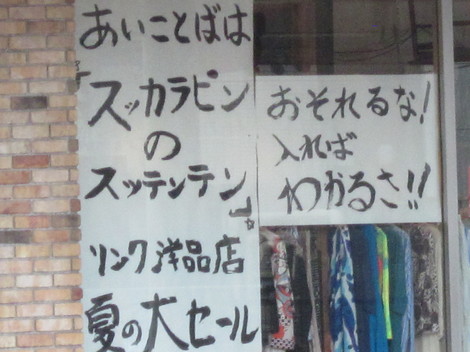 あいことばは
スッカラピン
の
スッテンテン
リンク洋品店
夏の大セール
おそれるな!
入れば
わかるさ!!